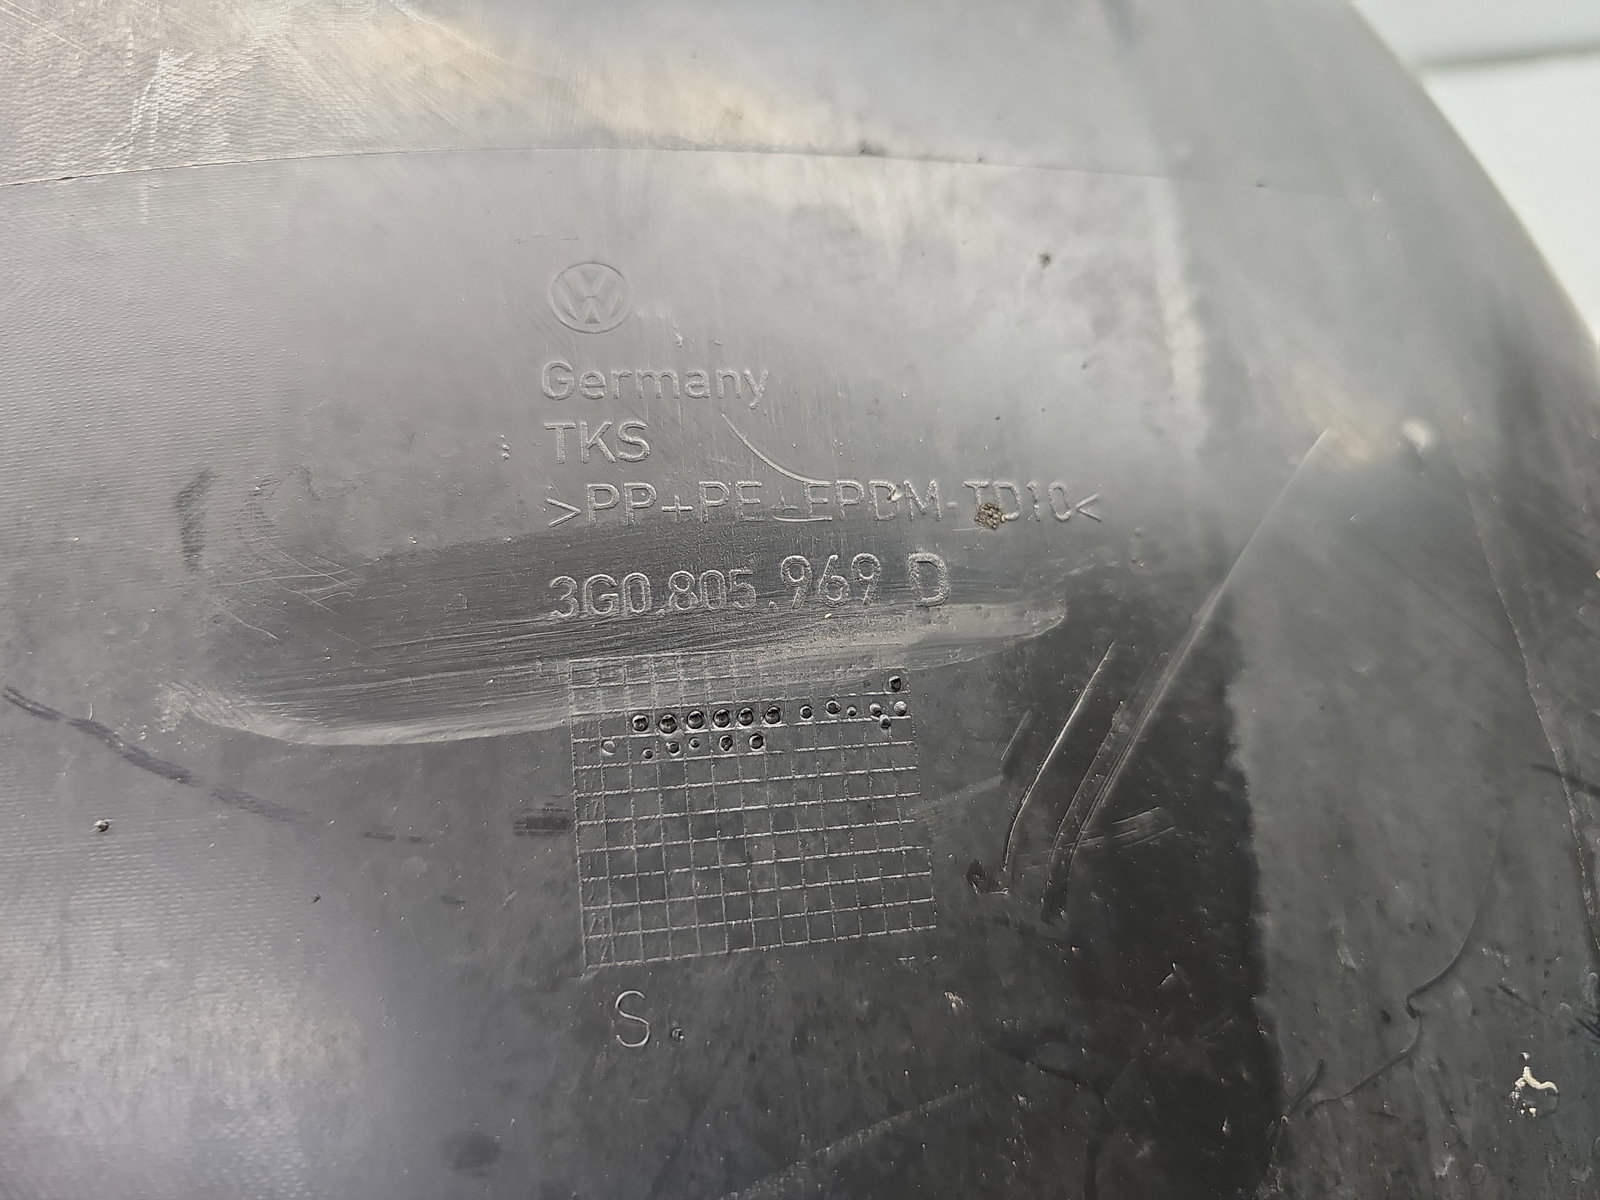 Germany
TKS
>PP+PE+EPDM-TD10<
3G0.805.969 D
S.